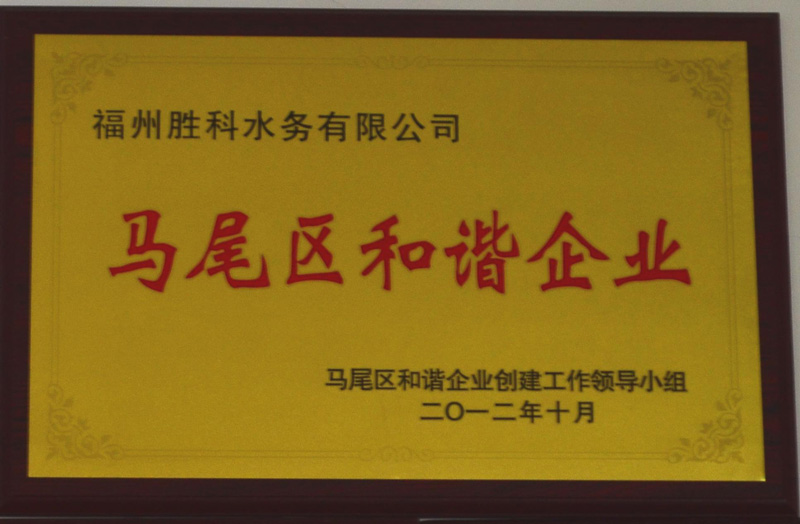 福州胜科水务有限公司
马尾区和谐企业
马尾区和谐企业创建工作领导小组
二〇一二年十月